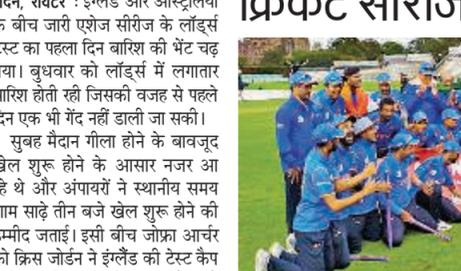 लंदन, रायटर : इंग्लैंड और ऑस्ट्रेलिया
के बीच जारी एशेज सीरीज के लॉर्ड्स
टेस्ट का पहला दिन बारिश की भेंट चढ़
गया। बुधवार को लॉर्ड्स में लगातार
बारिश होती रही जिसकी वजह से पहले
दिन एक भी गेंद नहीं डाली जा सकी।
सुबह मैदान गीला होने के बावजूद
खेल शुरू होने के आसार नजर आ
रहे थे और अंपायरों ने स्थानीय समय
शाम साढ़े तीन बजे खेल शुरू होने की
उम्मीद जताई। इसी बीच जोफ्रा आर्चर
को क्रिस जोर्डन ने इंग्लैंड की टेस्ट कैप
क्रिकेट सीरीज